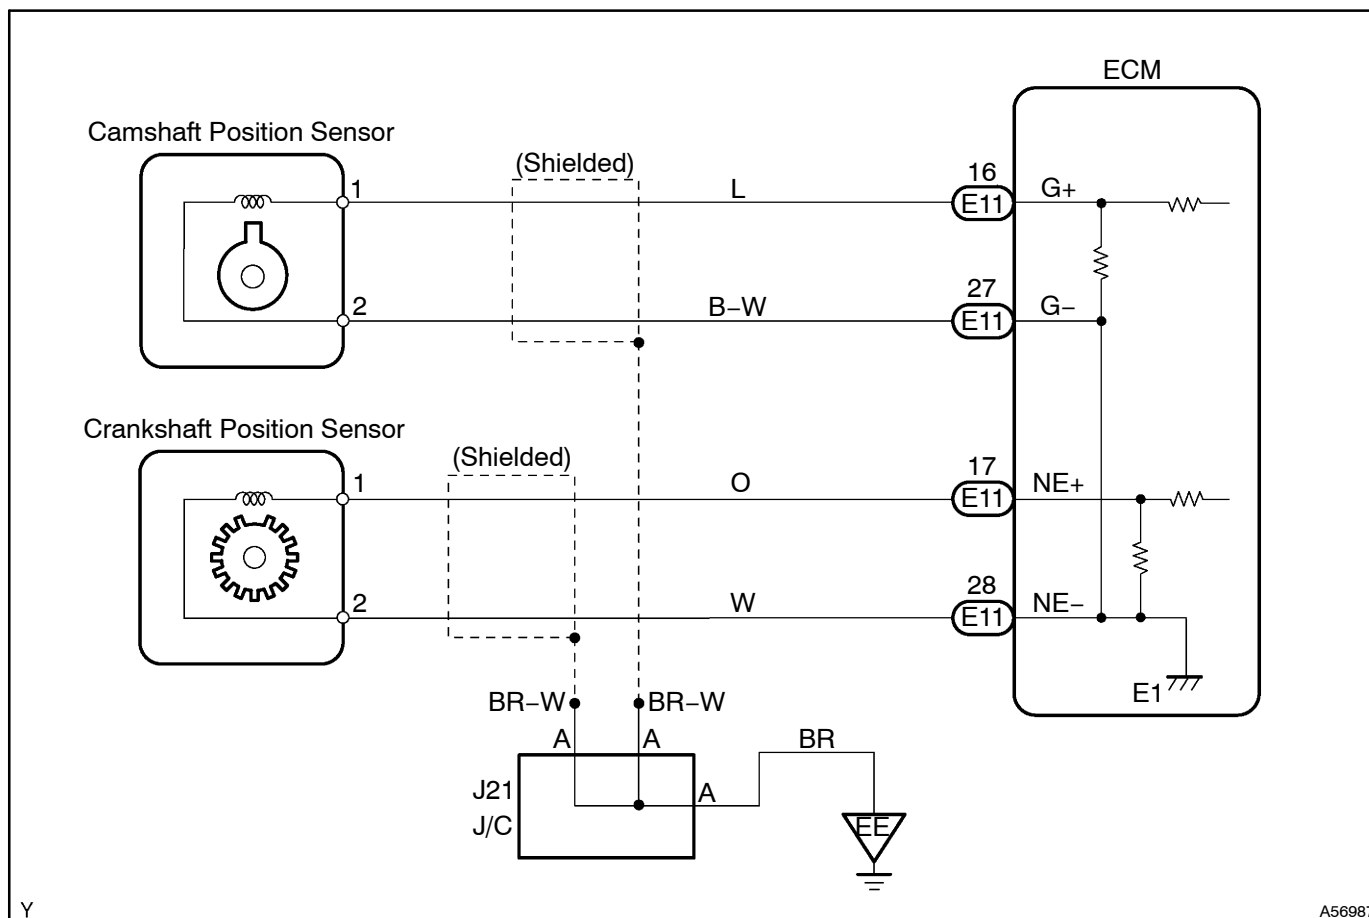 ECM
Camshaft Position Sensor
(Shielded)
1
L
16
E11
G+
2
B−W
27
E11
G−
Crankshaft Position Sensor
(Shielded)
1
O
17
E11
NE+
2
W
28
E11
NE−
E1
BR−W
BR−W
A
A
BR
J21
J/C
A
EE
Y
A56987